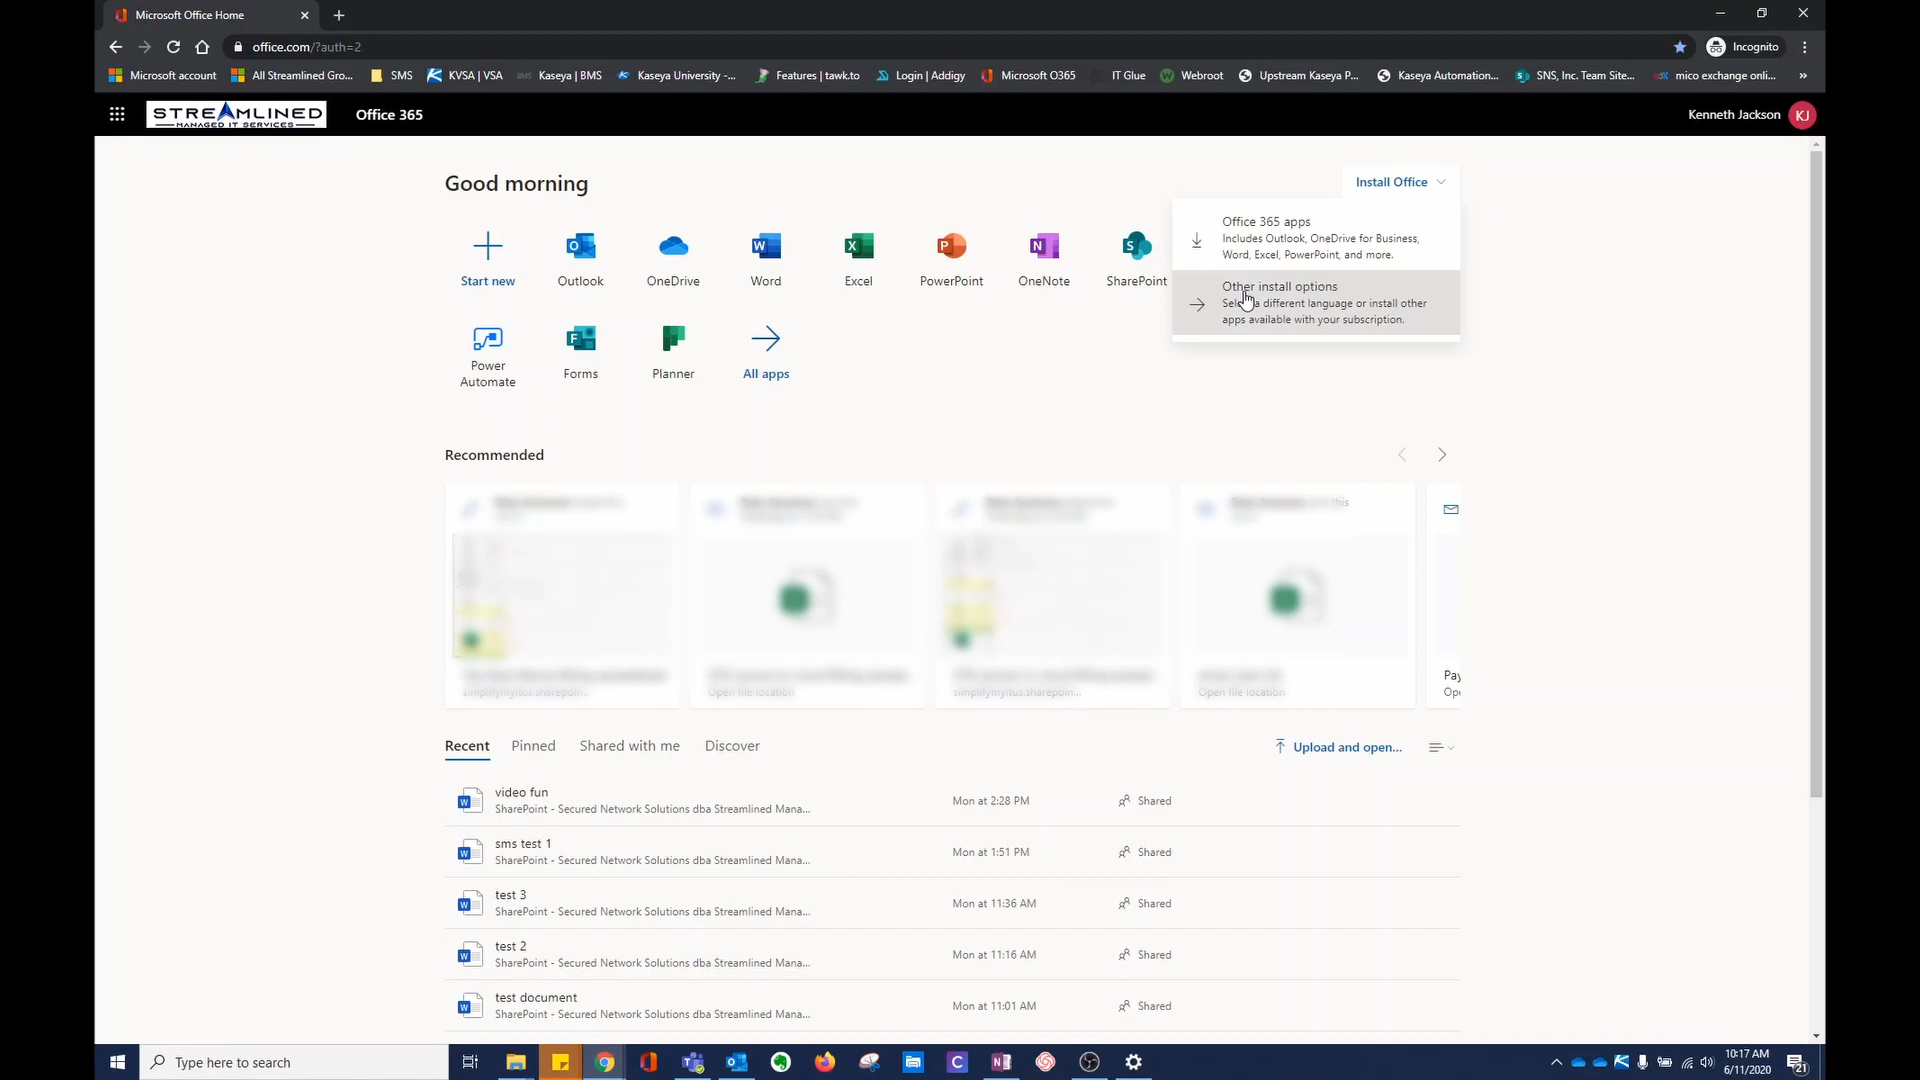 Microsoft Office Home
office.com/?auth=2
Incognito
Microsoft account
All Streamlined Gro...
SMS
KVSA | VSA
Kaseya | BMS
Kaseya University -...
Features | tawk.to
Login | Addigy
Microsoft O365
IT Glue
Webroot
Upstream Kaseya P...
Kaseya Automation...
SNS, Inc. Team Site...
mico exchange onli...
»
STREAMLINED
MANAGED IT SERVICES
Office 365
Kenneth Jackson
KJ
Good morning
Install Office
Office 365 apps
Includes Outlook, OneDrive for Business,
Word, Excel, PowerPoint, and more.
Other install options
a different language or install other
apps available with your subscription.
Start new
Outlook
OneDrive
Word
Excel
PowerPoint
OneNote
SharePoint
Power
Automate
Forms
Planner
All apps
Recommended
this
simplifymyitus.sharepoin...
Open file location
simplifymyitus.sharepoin...
Open file location
Pay
Ope
Recent
Pinned
Shared with me
Discover
Upload and open...
video fun
SharePoint - Secured Network Solutions dba Streamlined Mana...
Mon at 2:28 PM
Shared
sms test 1
SharePoint - Secured Network Solutions dba Streamlined Mana...
Mon at 1:51 PM
Shared
test 3
SharePoint - Secured Network Solutions dba Streamlined Mana...
Mon at 11:36 AM
Shared
test 2
SharePoint - Secured Network Solutions dba Streamlined Mana...
Mon at 11:16 AM
Shared
test document
SharePoint - Secured Network Solutions dba Streamlined Mana...
Mon at 11:01 AM
Shared
Type here to search
10:17 AM
6/11/2020
21